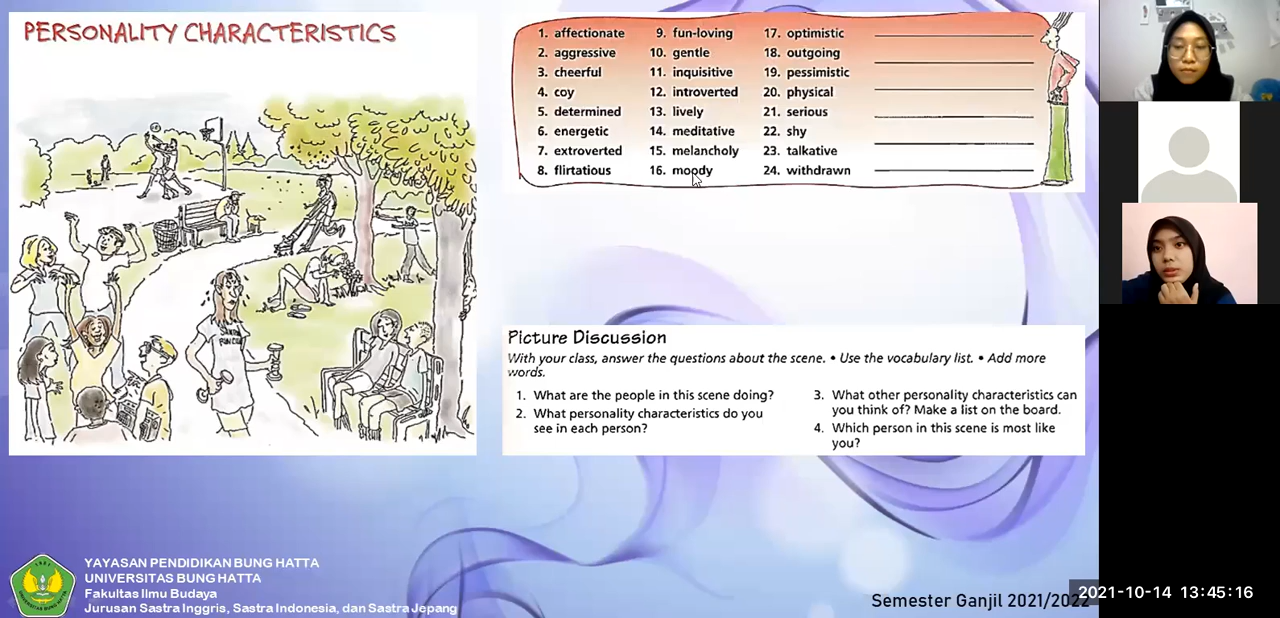 PERSONALITY CHARACTERISTICS
1. affectionate
2. aggressive
3. cheerful
4. coy
5. determined
6. energetic
7. extroverted
8. flirtatious
9. fun-loving
10. gentle
11. inquisitive
12. introverted
13. lively
14. meditative
15. melancholy
16. moody
17. optimistic
18. outgoing
19. pessimistic
20. physical
21. serious
22. shy
23. talkative
24. withdrawn
Picture Discussion
With your class, answer the questions about the scene. • Use the vocabulary list. • Add more
words.
1. What are the people in this scene doing?
2. What personality characteristics do you
see in each person?
3. What other personality characteristics can
you think of? Make a list on the board.
4. Which person in this scene is most like
you?
YAYASAN PENDIDIKAN BUNG HATTA
UNIVERSITAS BUNG HATTA
Fakultas Ilmu Budaya
Jurusan Sastra Inggris, Sastra Indonesia, dan Sastra Jepang
Semester Ganjil 2021/2022
2021-10-14 13:45:16